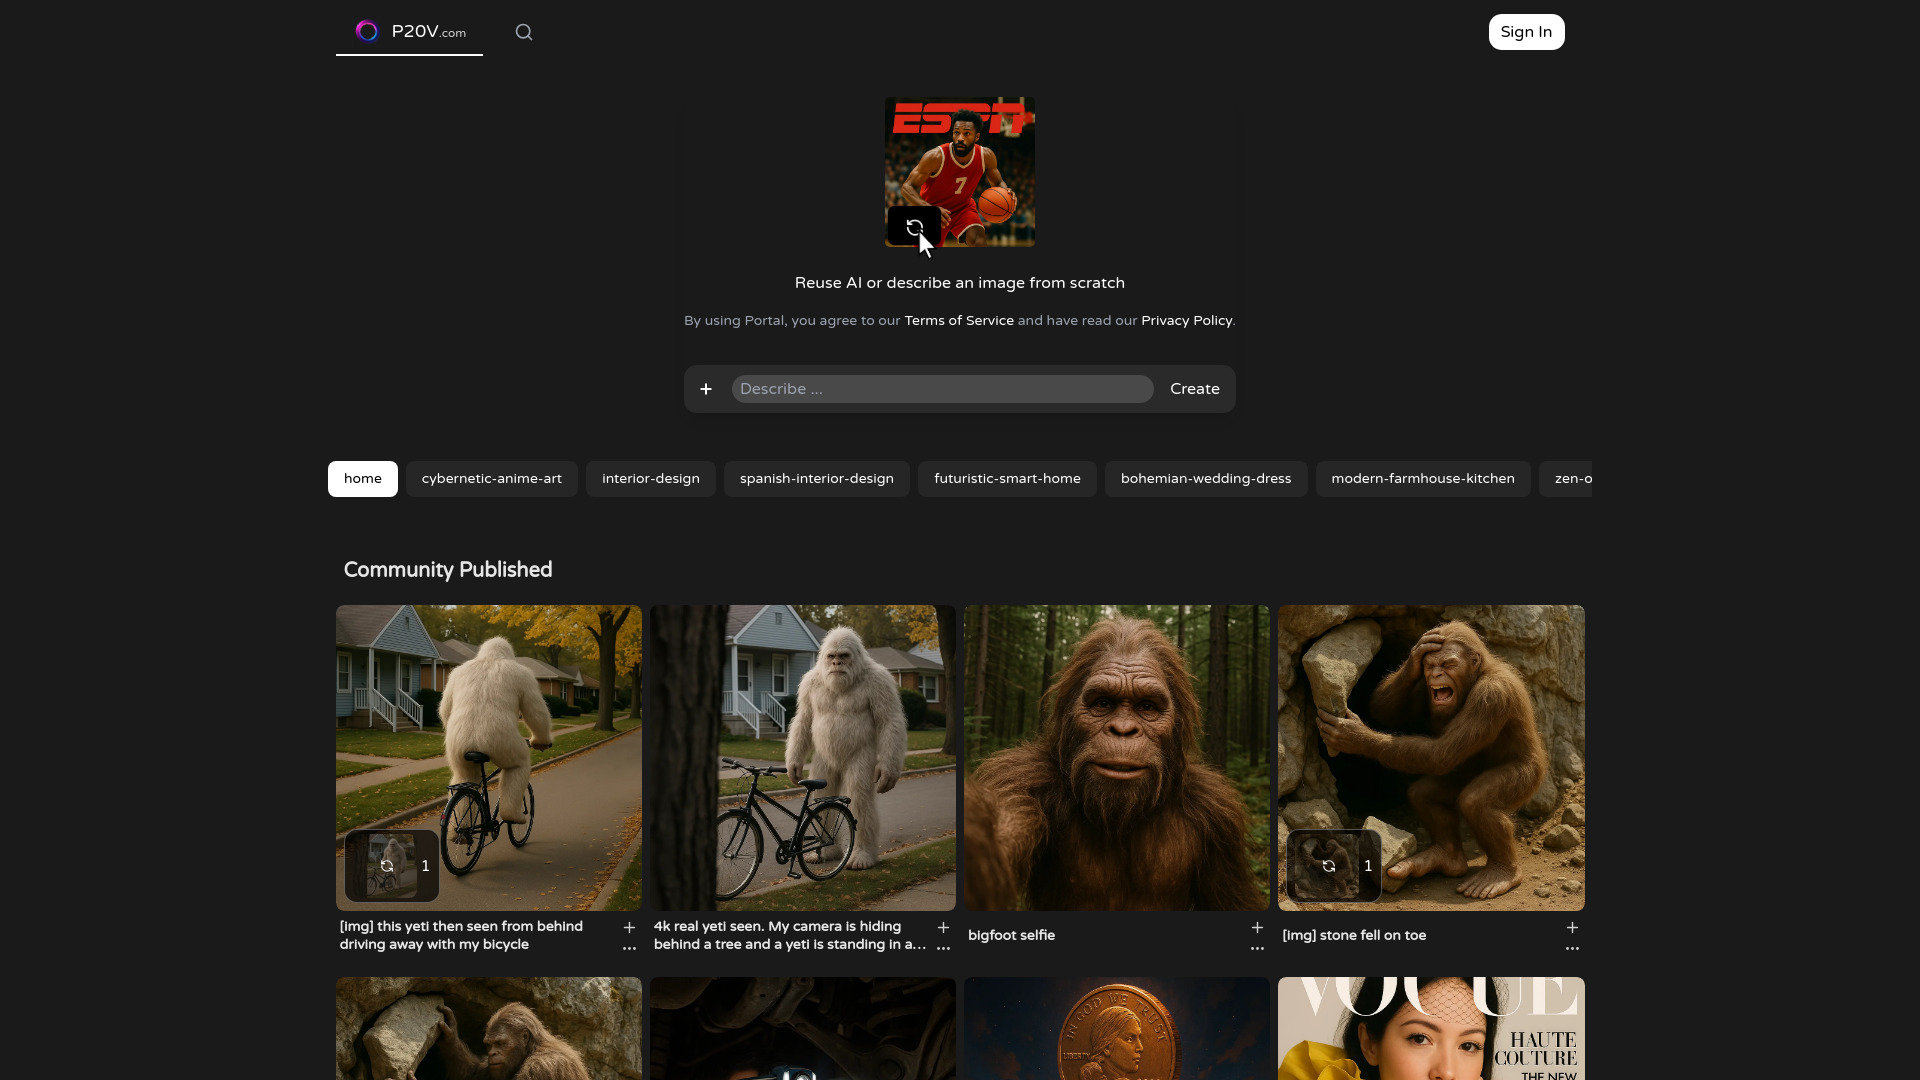 P20V.com
Sign In
ESPN
7
Reuse AI or describe an image from scratch
By using Portal, you agree to our Terms of Service and have read our Privacy Policy.
+
Describe ...
Create
home
cybernetic-anime-art
interior-design
spanish-interior-design
futuristic-smart-home
bohemian-wedding-dress
modern-farmhouse-kitchen
zen-o
Community Published
1
1
[img] this yeti then seen from behind
driving away with my bicycle
4k real yeti seen. My camera is hiding
behind a tree and a yeti is standing in a...
bigfoot selfie
[img] stone fell on toe
IN GOD WE TRUST
LIBERTY
VOGUE
HAUTE
COUTURE
THE NEW